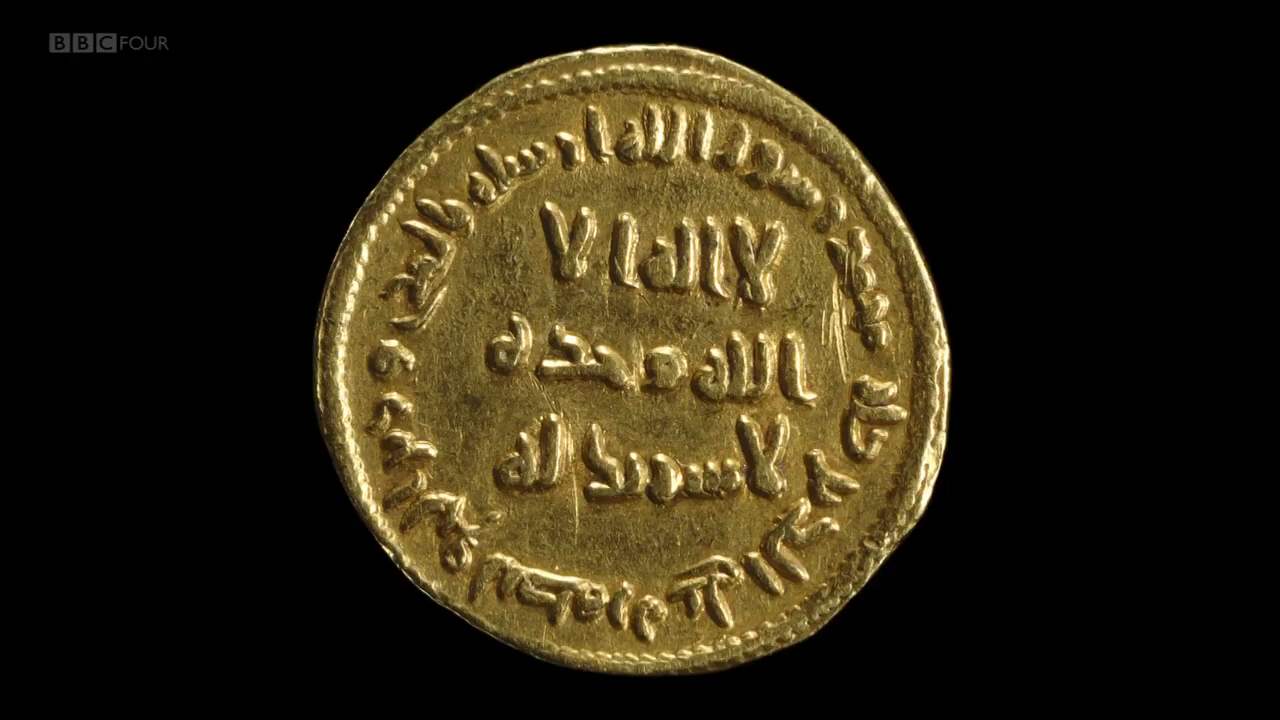 BBC FOUR
لا اله الا
الله وحده
لا شريك له
محمد رسول الله ارسله بالهدى ودين الحق ليظهره على الدين كله